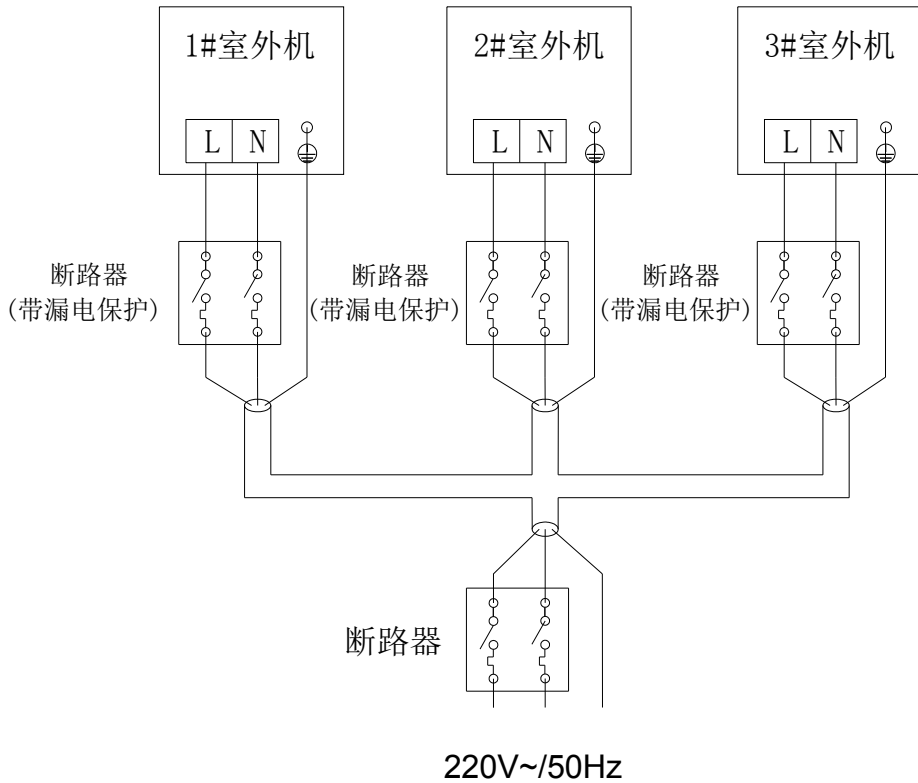 1#室外机
2#室外机
3#室外机
L N
L N
L N
断路器
(带漏电保护)
断路器
(带漏电保护)
断路器
(带漏电保护)
断路器
220V~/50Hz